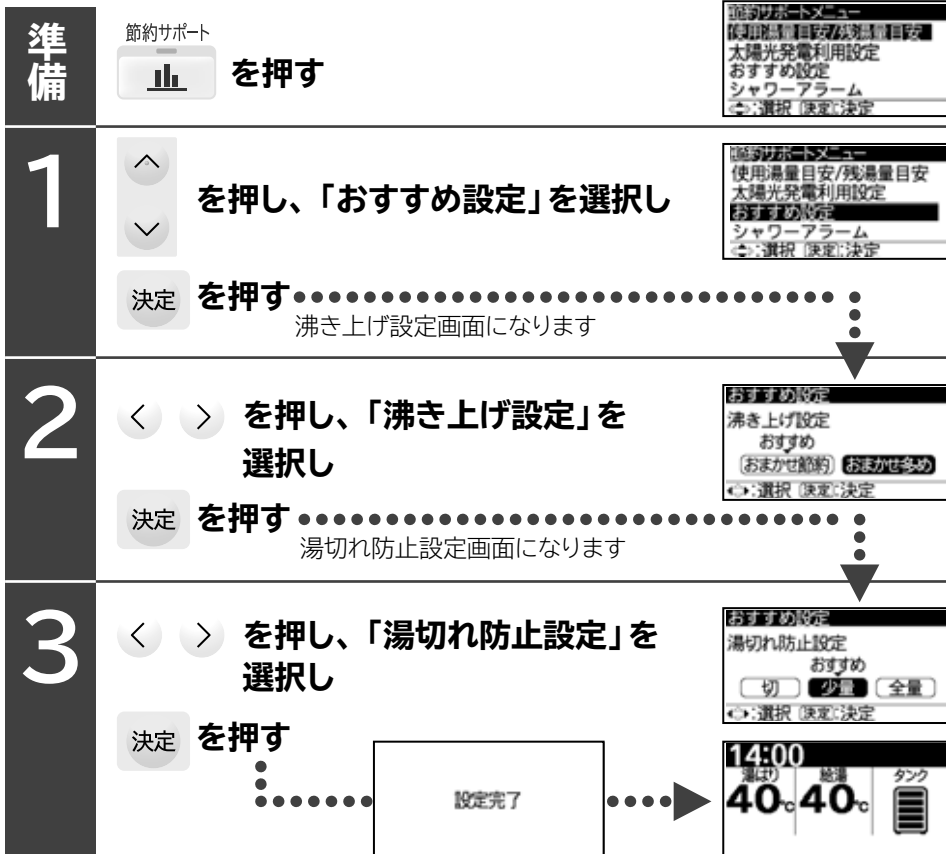 準備
節約サポート
を押す
節約サポートメニュー
使用湯量目安/残湯量目安
太陽光発電利用設定
おすすめ設定
シャワーアラーム
:選択 決定:決定
1
を押し、「おすすめ設定」を選択し
決定 を押す
沸き上げ設定画面になります
節約サポートメニュー
使用湯量目安/残湯量目安
太陽光発電利用設定
おすすめ設定
シャワーアラーム
:選択 決定:決定
2
を押し、「沸き上げ設定」を
選択し
決定 を押す
湯切れ防止設定画面になります
おすすめ設定
沸き上げ設定
おすすめ
おまかせ節約 おまかせ多め
:選択 決定:決定
3
を押し、「湯切れ防止設定」を
選択し
決定 を押す
おすすめ設定
湯切れ防止設定
おすすめ
切 少量 全量
:選択 決定:決定
設定完了
14:00
湯はり 給湯 タンク
40℃ 40℃